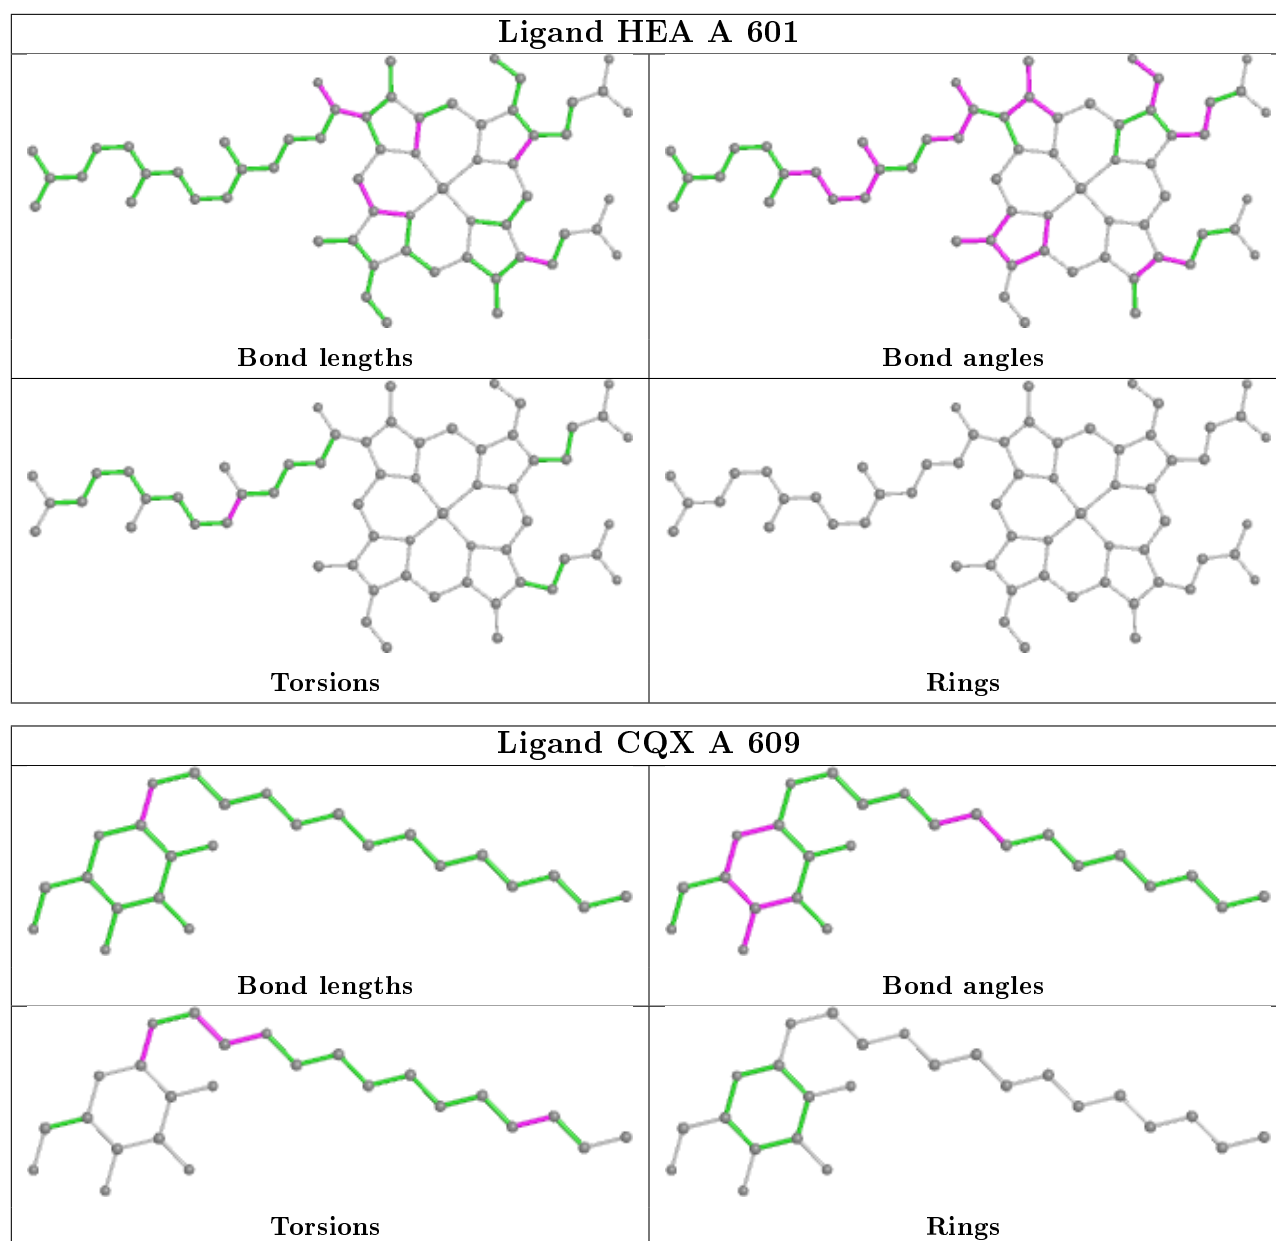 Ligand HEA A 601
Bond lengths
Bond angles
Torsions
Rings
Ligand CQX A 609
Bond lengths
Bond angles
Torsions
Rings